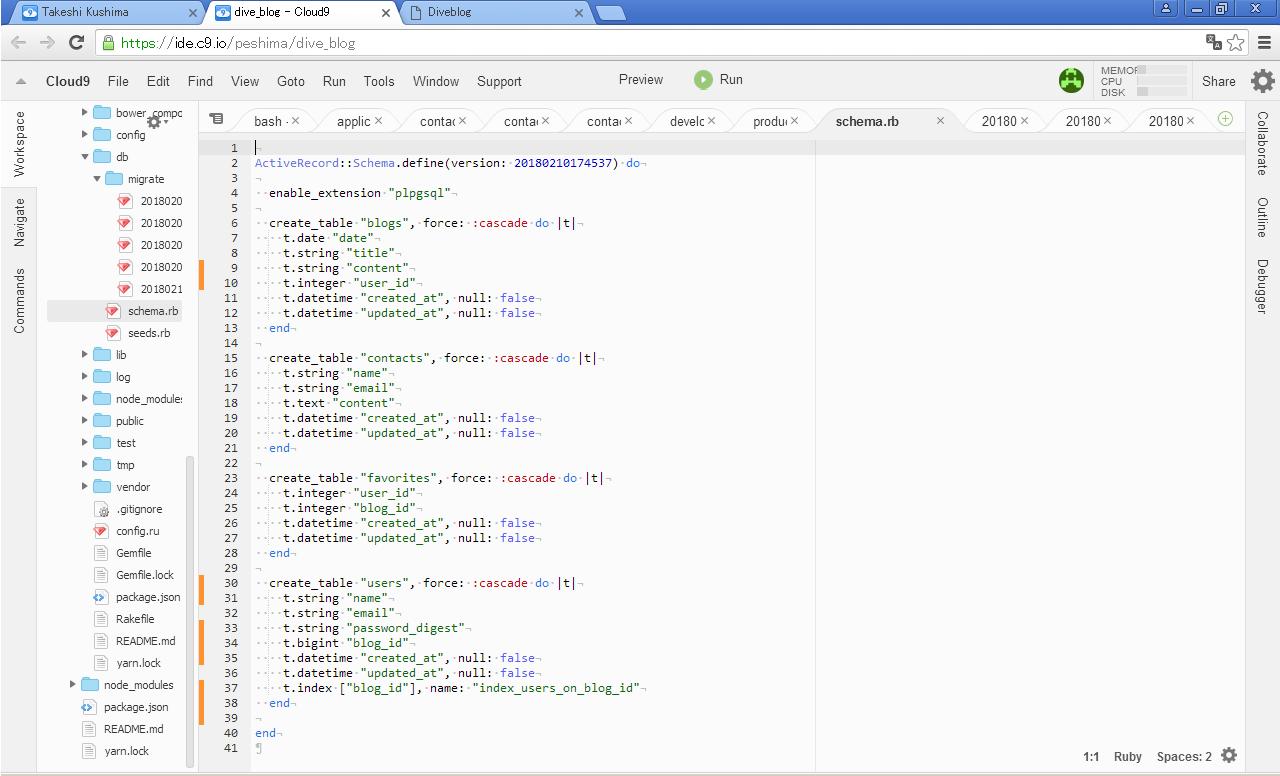 Takeshi Kushima
dive_blog - Cloud9
Diveblog
https://ide.c9.io/peshima/dive_blog
Cloud9 File Edit Find View Goto Run Tools Window Support Preview Run MEMOR CPU DISK Share
Workspace
Navigate
Commands
bower_compo
config
db
migrate
2018020
2018020
2018020
2018020
2018021
schema.rb
seeds.rb
lib
log
node_modules
public
test
tmp
vendor
.gitignore
config.ru
Gemfile
Gemfile.lock
package.json
Rakefile
README.md
yarn.lock
node_modules
package.json
README.md
yarn.lock
bash - applic contac contac contac develc produc schema.rb 20180 20180 20180
1
2 ActiveRecord::Schema.define(version: 20180210174537) do
3
4   enable_extension "plpgsql"
5
6   create_table "blogs", force: :cascade do |t|
7     t.date "date"
8     t.string "title"
9     t.string "content"
10     t.integer "user_id"
11     t.datetime "created_at", null: false
12     t.datetime "updated_at", null: false
13   end
14
15   create_table "contacts", force: :cascade do |t|
16     t.string "name"
17     t.string "email"
18     t.text "content"
19     t.datetime "created_at", null: false
20     t.datetime "updated_at", null: false
21   end
22
23   create_table "favorites", force: :cascade do |t|
24     t.integer "user_id"
25     t.integer "blog_id"
26     t.datetime "created_at", null: false
27     t.datetime "updated_at", null: false
28   end
29
30   create_table "users", force: :cascade do |t|
31     t.string "name"
32     t.string "email"
33     t.string "password_digest"
34     t.bigint "blog_id"
35     t.datetime "created_at", null: false
36     t.datetime "updated_at", null: false
37     t.index ["blog_id"], name: "index_users_on_blog_id"
38   end
39
40 end
41
1:1 Ruby Spaces: 2
Collaborate
Outline
Debugger